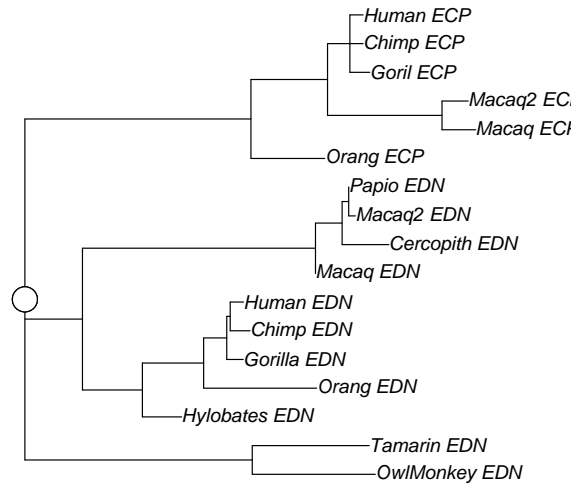 Human ECP
Chimp ECP
Goril ECP
Macaq2 EC
Macaq ECP
Orang ECP
Papio EDN
Macaq2 EDN
Cercopith EDN
Macaq EDN
Human EDN
Chimp EDN
Gorilla EDN
Orang EDN
Hylobates EDN
Tamarin EDN
OwlMonkey EDN